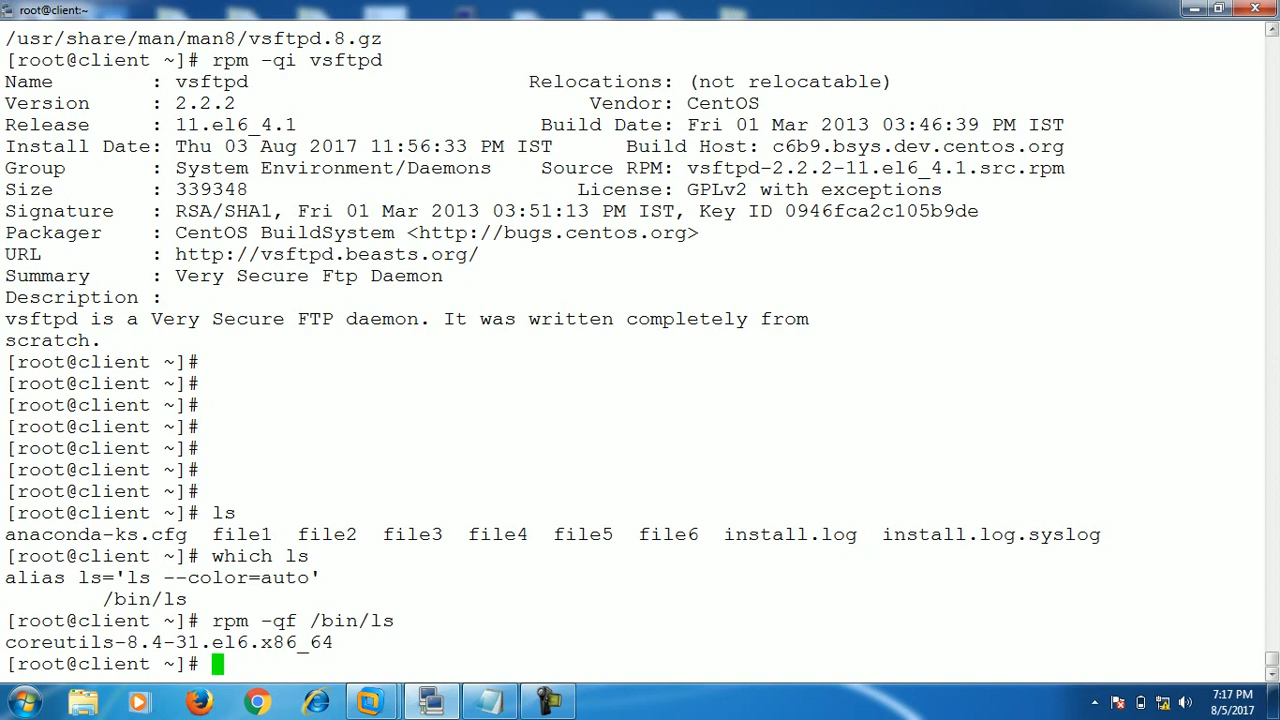 root@client:~
/usr/share/man/man8/vsftpd.8.gz
[root@client ~]# rpm -qi vsftpd
Name        : vsftpd                       Relocations: (not relocatable)
Version     : 2.2.2                             Vendor: CentOS
Release     : 11.el6_4.1                    Build Date: Fri 01 Mar 2013 03:46:39 PM IST
Install Date: Thu 03 Aug 2017 11:56:33 PM IST      Build Host: c6b9.bsys.dev.centos.org
Group       : System Environment/Daemons    Source RPM: vsftpd-2.2.2-11.el6_4.1.src.rpm
Size        : 339348                           License: GPLv2 with exceptions
Signature   : RSA/SHA1, Fri 01 Mar 2013 03:51:13 PM IST, Key ID 0946fca2c105b9de
Packager    : CentOS BuildSystem <http://bugs.centos.org>
URL         : http://vsftpd.beasts.org/
Summary     : Very Secure Ftp Daemon
Description :
vsftpd is a Very Secure FTP daemon. It was written completely from
scratch.
[root@client ~]#
[root@client ~]#
[root@client ~]#
[root@client ~]#
[root@client ~]#
[root@client ~]#
[root@client ~]#
[root@client ~]# ls
anaconda-ks.cfg  file1  file2  file3  file4  file5  file6  install.log  install.log.syslog
[root@client ~]# which ls
alias ls='ls --color=auto'
        /bin/ls
[root@client ~]# rpm -qf /bin/ls
coreutils-8.4-31.el6.x86_64
[root@client ~]#
7:17 PM
8/5/2017